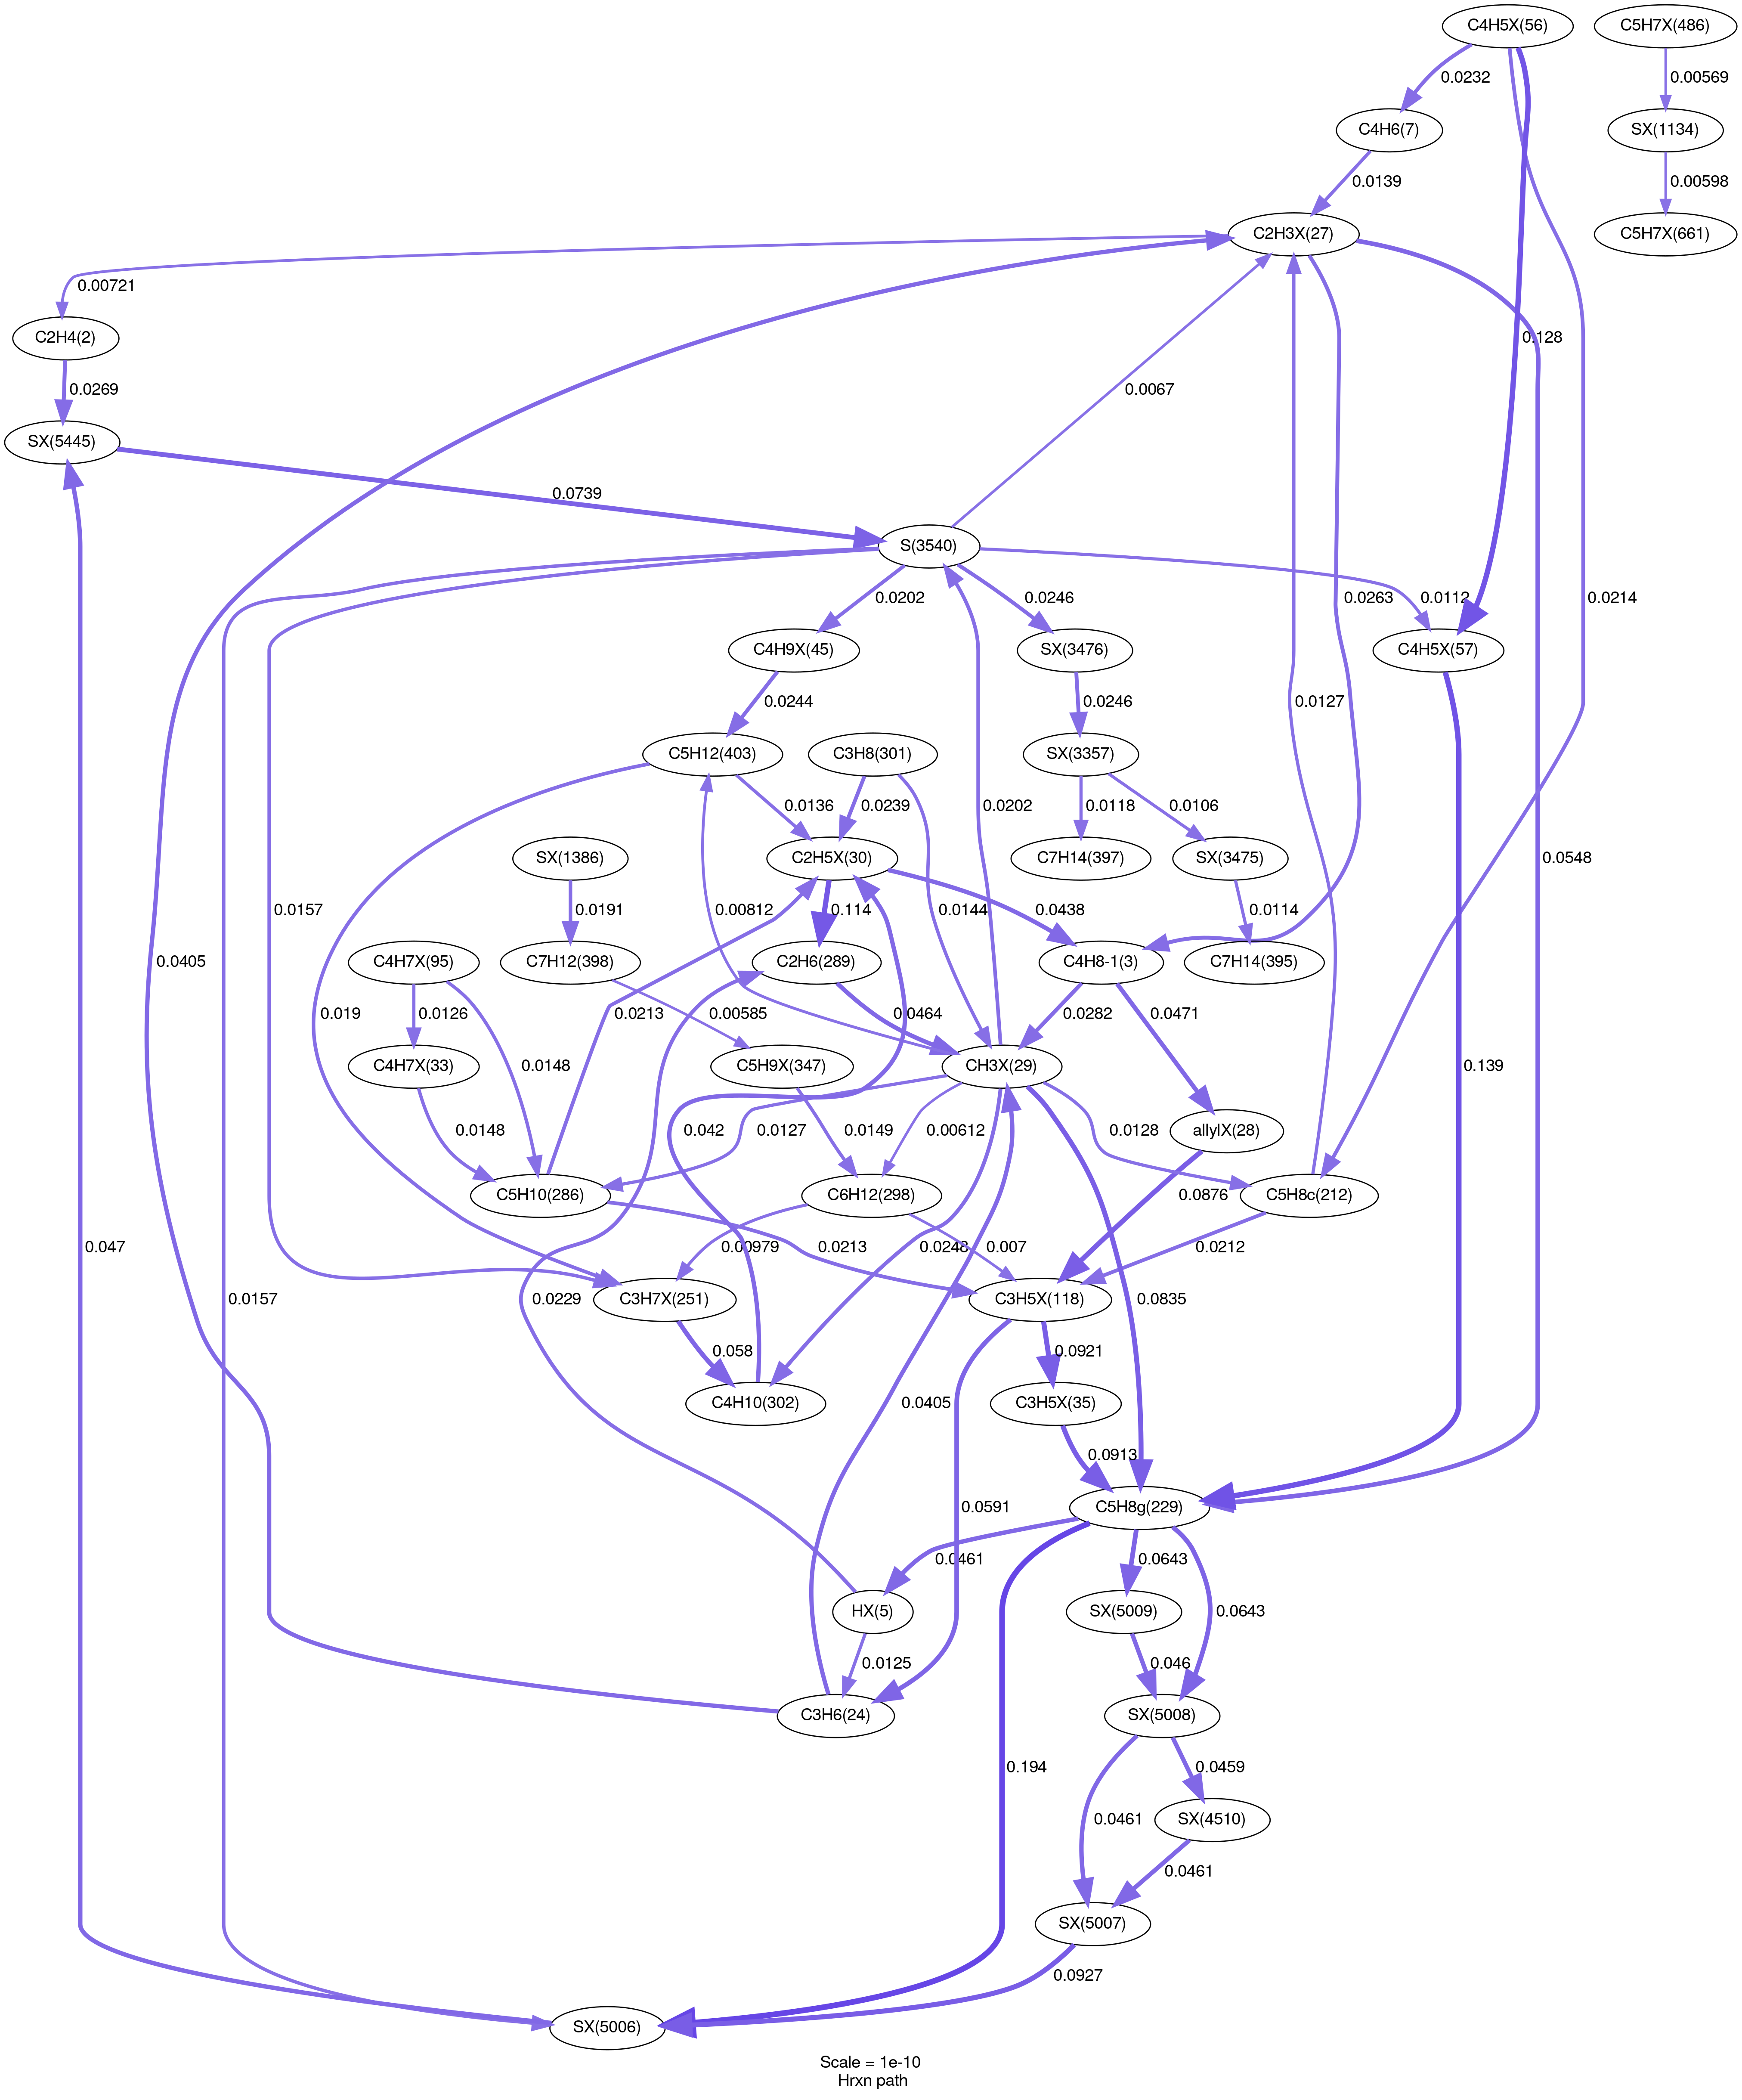 C4H5X(56)
C5H7X(486)
0.0232
0.00569
C4H6(7)
SX(1134)
0.0139
0.00598
C2H3X(27)
C5H7X(661)
0.00721
C2H4(2)
0.128
0.0269
0.0067
SX(5445)
0.0739
S(3540)
0.0202
0.0246
0.0263
0.0112
0.0214
C4H9X(45)
SX(3476)
C4H5X(57)
0.0244
0.0246
0.0127
C5H12(403)
C3H8(301)
SX(3357)
0.0136
0.0239
0.00812
0.0202
0.0118
0.0106
SX(1386)
C2H5X(30)
C7H14(397)
SX(3475)
0.0548
0.0157
0.0191
0.114
0.0144
0.0438
0.0114
0.0405
C4H7X(95)
C7H12(398)
C2H6(289)
C4H8-1(3)
C7H14(395)
0.019
0.0126
0.0213
0.00585
0.0464
0.0282
0.0471
C4H7X(33)
C5H9X(347)
CH3X(29)
0.139
0.0148
0.0148
0.0127
0.042
0.0149
0.00612
0.0128
allylX(28)
C5H10(286)
C6H12(298)
C5H8c(212)
0.0876
0.047
0.00979
0.0213
0.0248
0.007
0.0212
0.0157
0.0229
C3H7X(251)
C3H5X(118)
0.0835
0.058
0.0921
C4H10(302)
0.0405
C3H5X(35)
0.0913
0.0591
C5H8g(229)
0.0461
0.0643
HX(5)
SX(5009)
0.0643
0.0125
0.046
C3H6(24)
SX(5008)
0.194
0.0459
0.0461
SX(4510)
0.0461
SX(5007)
0.0927
SX(5006)
Scale = 1e-10
Hrxn path